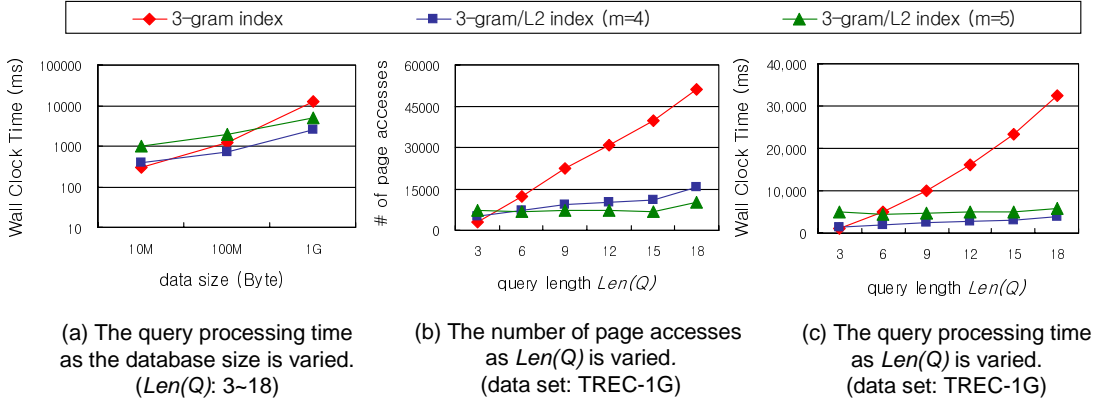 3-gram index
3-gram/L2 index (m=4)
3-gram/L2 index (m=5)
Wall Clock Time (ms)
100000
10000
1000
100
10
10M
100M
1G
data size (Byte)
(a) The query processing time
as the database size is varied.
(Len(Q): 3~18)
# of page accesses
60000
45000
30000
15000
0
3
6
9
12
15
18
query length Len(Q)
(b) The number of page accesses
as Len(Q) is varied.
(data set: TREC-1G)
Wall Clock Time (ms)
40,000
30,000
20,000
10,000
0
3
6
9
12
15
18
query length Len(Q)
(c) The query processing time
as Len(Q) is varied.
(data set: TREC-1G)